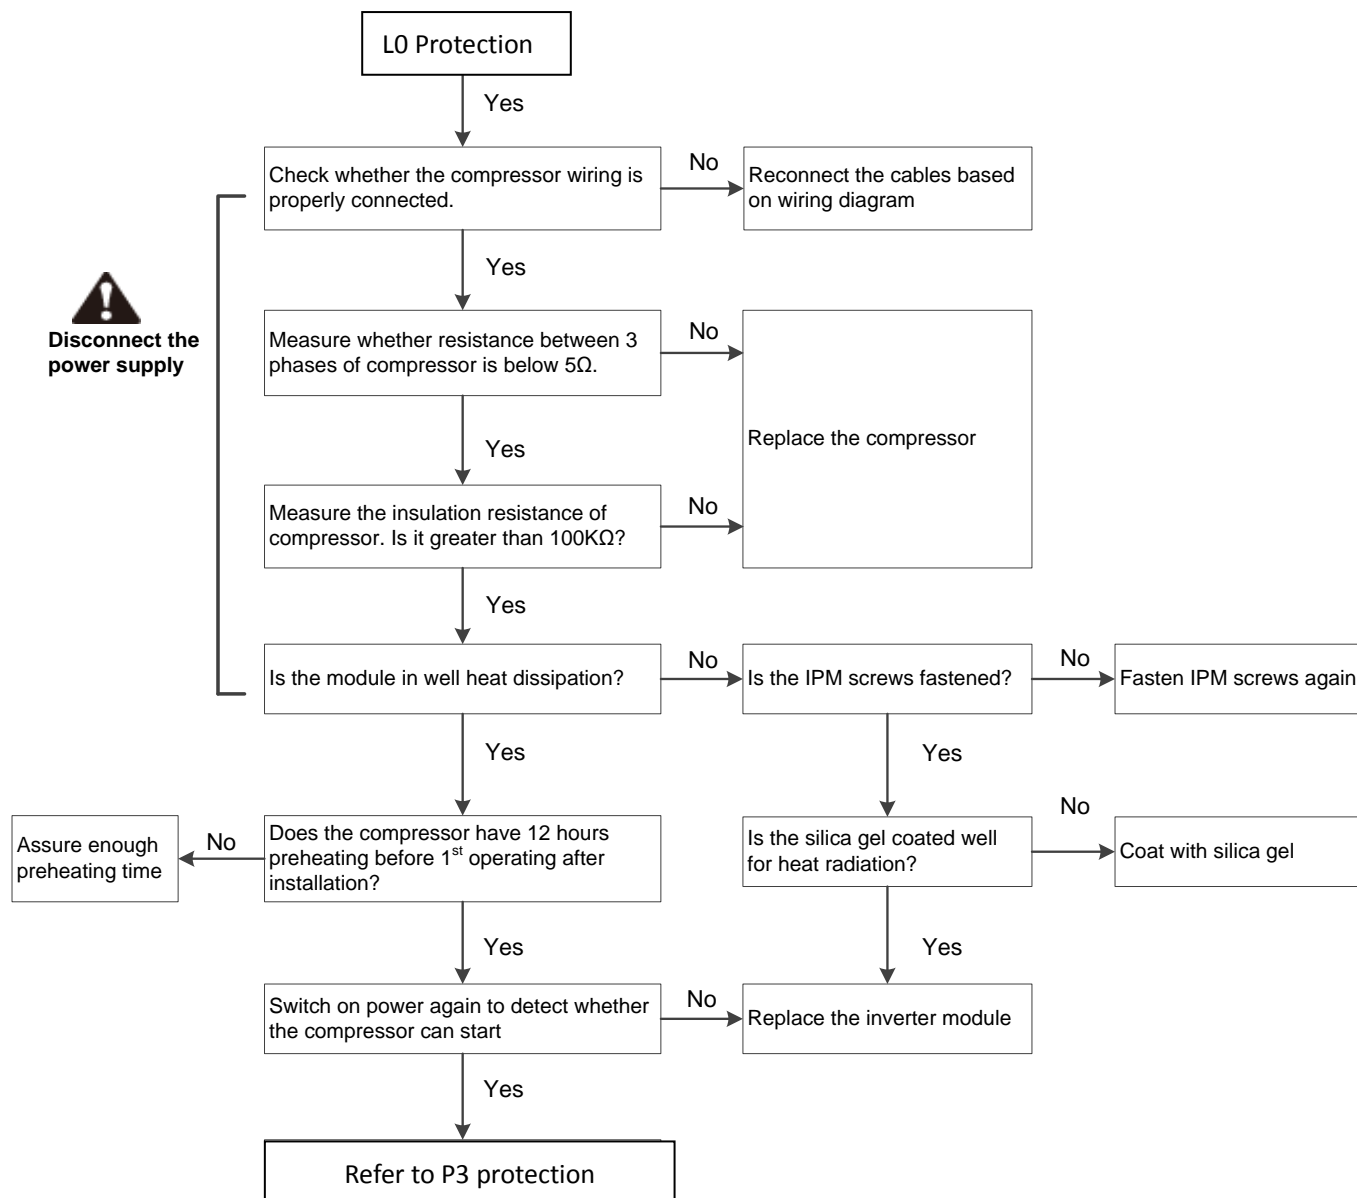 L0 Protection
Yes
Check whether the compressor wiring is
properly connected.
No
Reconnect the cables based
on wiring diagram
Yes
Disconnect the
power supply
Measure whether resistance between 3
phases of compressor is below 5Ω.
No
Replace the compressor
Yes
Measure the insulation resistance of
compressor. Is it greater than 100KΩ?
No
Yes
Is the module in well heat dissipation?
No
Is the IPM screws fastened?
No
Fasten IPM screws again
Yes
Yes
Assure enough
preheating time
No
Does the compressor have 12 hours
preheating before 1st operating after
installation?
Is the silica gel coated well
for heat radiation?
No
Coat with silica gel
Yes
Yes
Switch on power again to detect whether
the compressor can start
No
Replace the inverter module
Yes
Refer to P3 protection